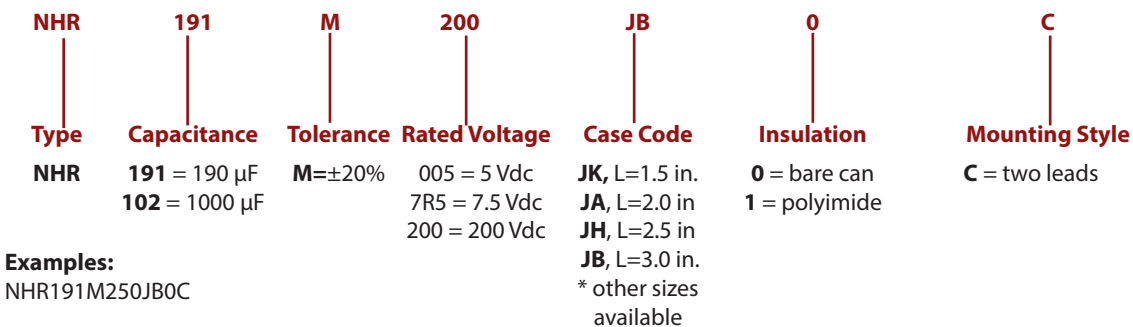 NHR 191 M 200 JB 0 C
Type Capacitance Tolerance Rated Voltage Case Code Insulation Mounting Style
NHR 191 = 190 µF M=±20% 005 = 5 Vdc JK, L=1.5 in. 0 = bare can C = two leads
102 = 1000 µF 7R5 = 7.5 Vdc JA, L=2.0 in 1 = polyimide
200 = 200 Vdc JH, L=2.5 in
Examples: JB, L=3.0 in.
NHR191M250JB0C * other sizes
available